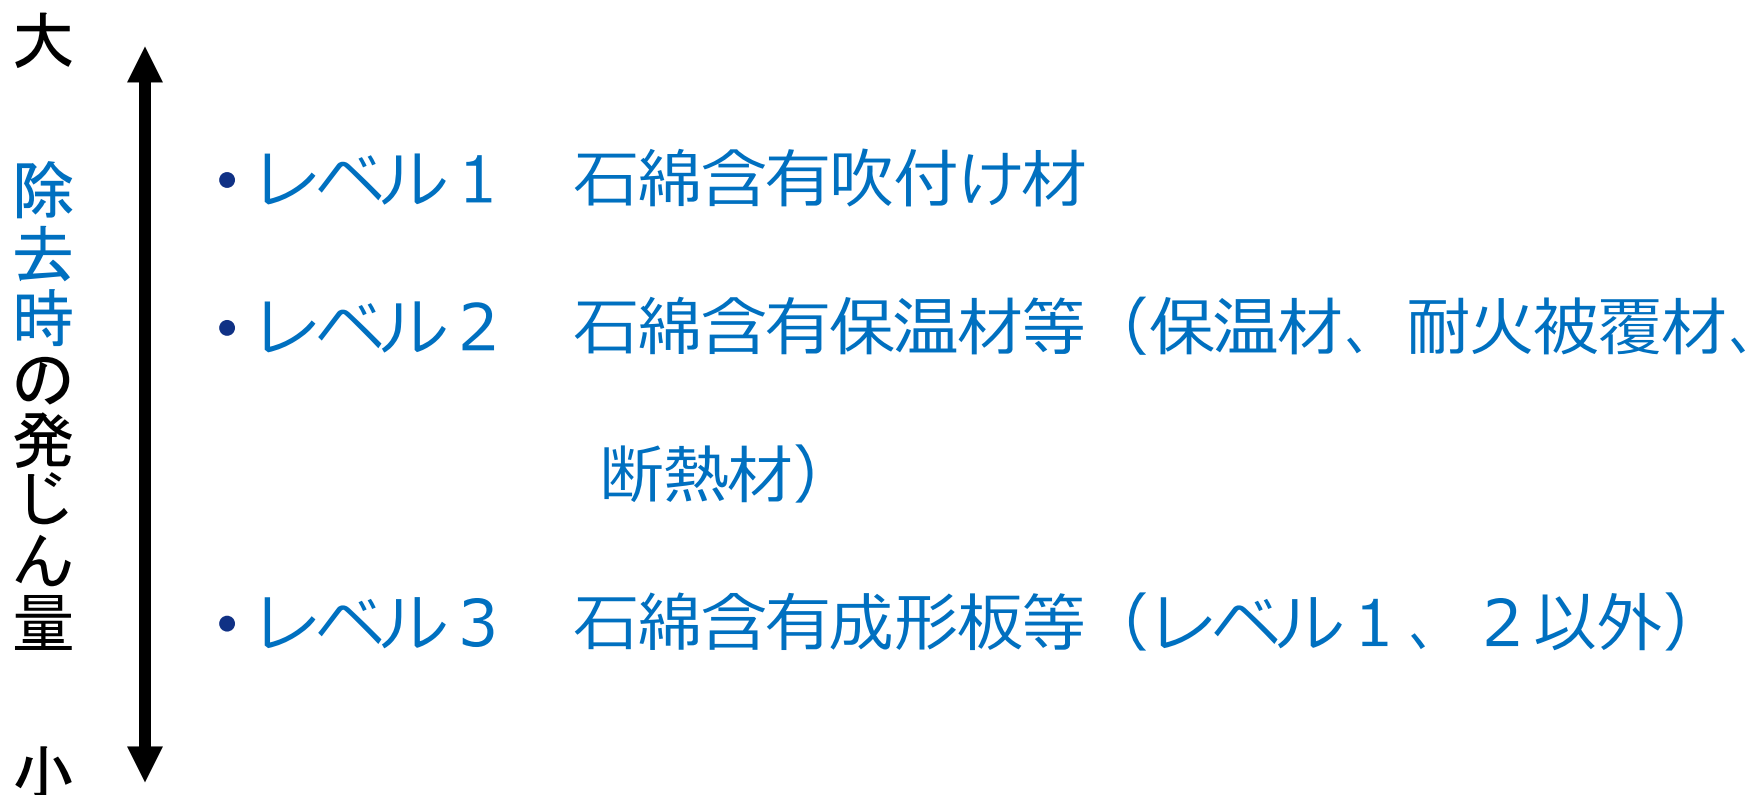 大 除去時の発じん量 小
• レベル１　石綿含有吹付け材
• レベル２　石綿含有保温材等（保温材、耐火被覆材、
断熱材）
• レベル３　石綿含有成形板等（レベル１、２以外）